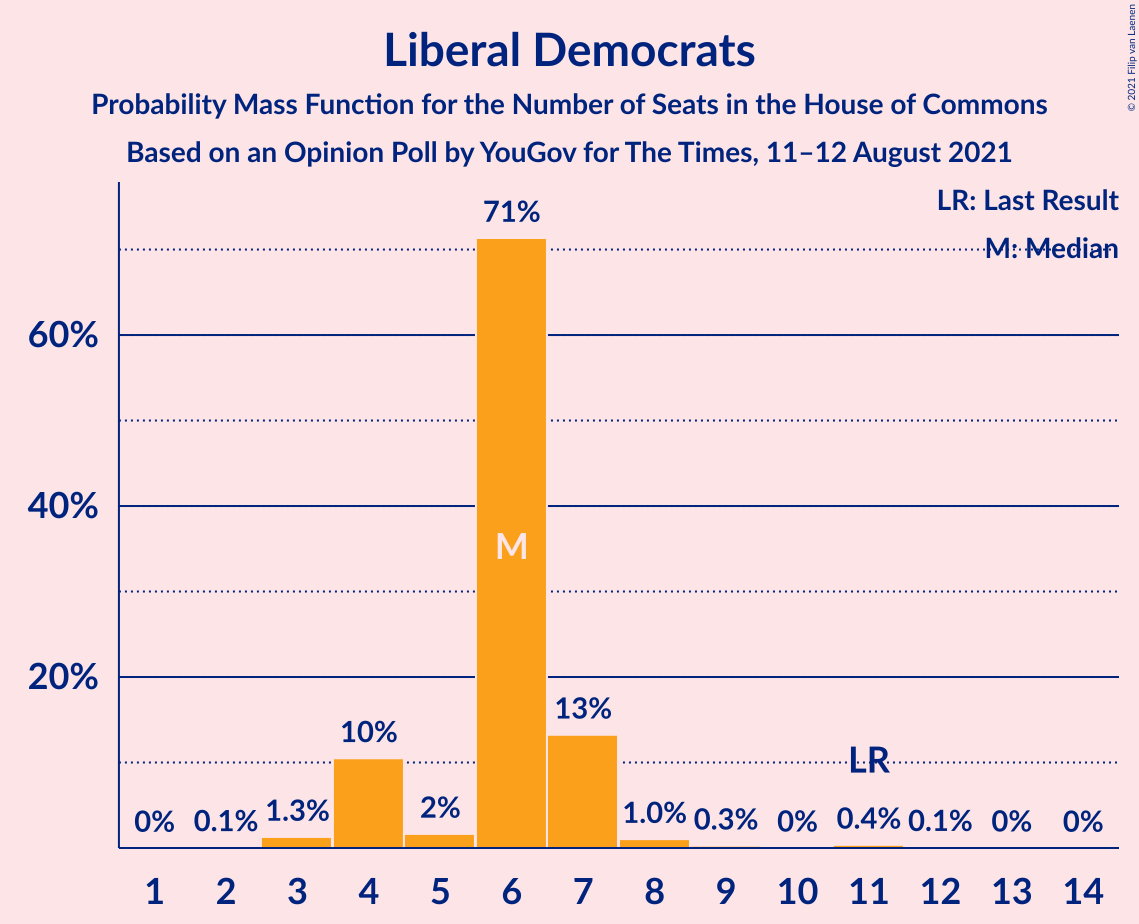 © 2021 Filip van Laenen
Liberal Democrats
Probability Mass Function for the Number of Seats in the House of Commons
Based on an Opinion Poll by YouGov for The Times, 11–12 August 2021
LR: Last Result
M: Median
71%
60%
40%
M
20%
13%
10%
LR
0% 0.1% 1.3% 2% 1.0% 0.3% 0% 0.4% 0.1% 0% 0%
1 2 3 4 5 6 7 8 9 10 11 12 13 14